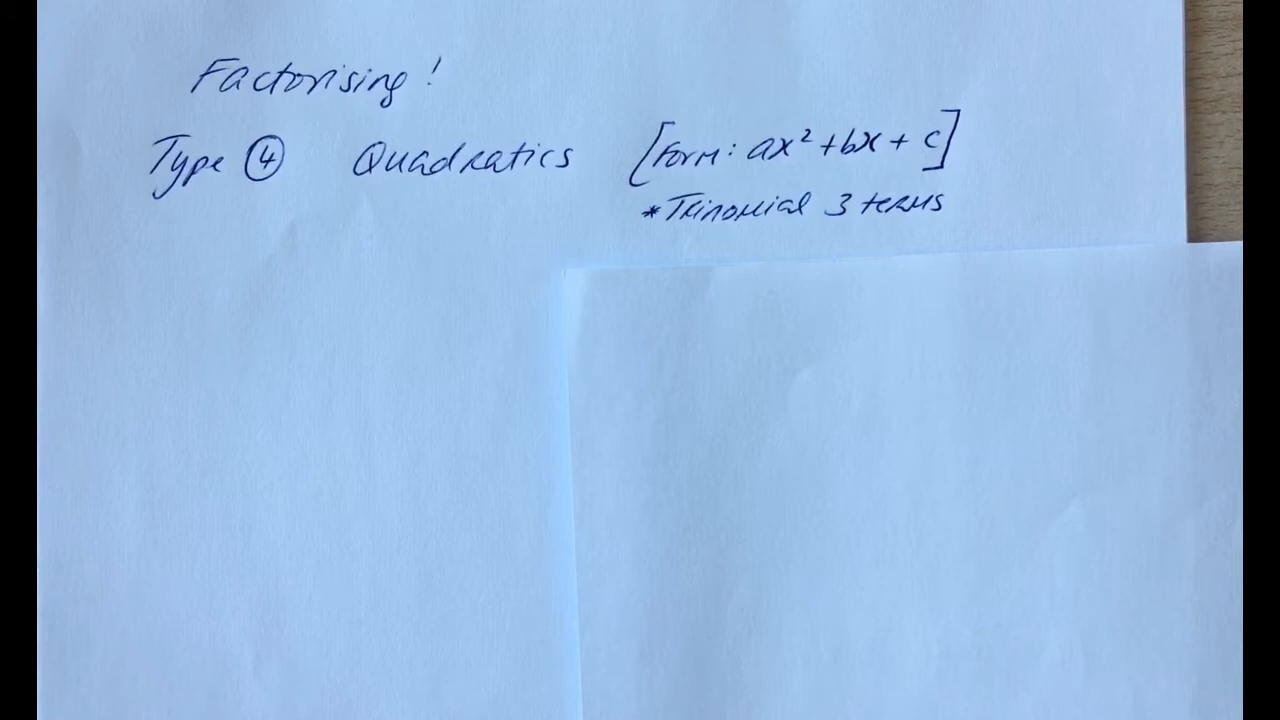 Factorising!
Type ④ Quadratics [Form: ax² + bx + c]
*Trinomial 3 terms